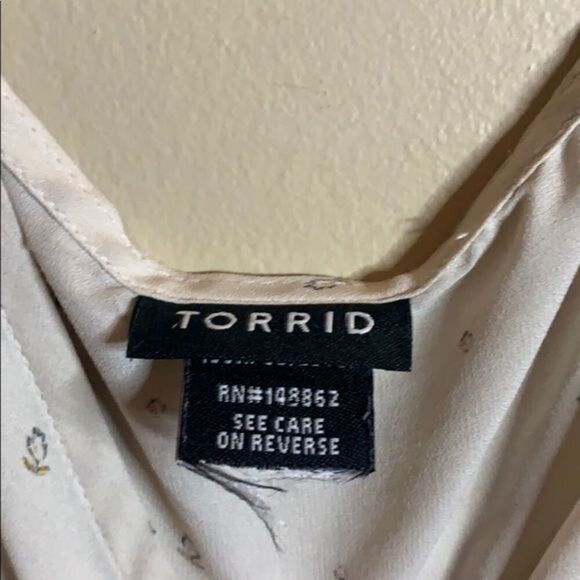 TORRID
RN#148862
SEE CARE
ON REVERSE